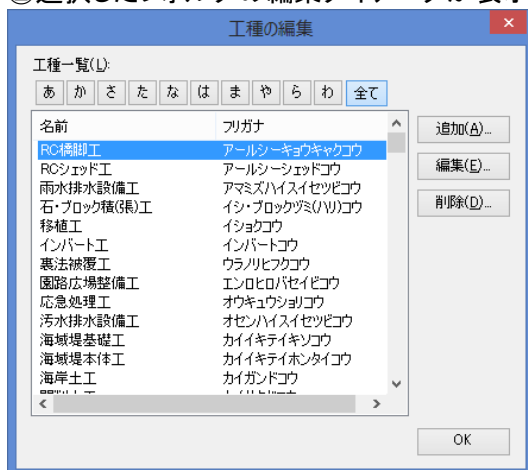 工種の編集
工種一覧(L):
あ か さ た な は ま や ら わ 全て
名前 フリガナ
RC橋脚工 アールシーキョウキャクコウ
RCシェッド工 アールシーシェッドコウ
雨水排水設備工 アマミズハイスイセツビコウ
石・ブロック積(張)工 イシ・ブロックヅミ(ハリ)コウ
移植工 イショクコウ
インバート工 インバートコウ
裏法被覆工 ウラノリヒフクコウ
園路広場整備工 エンロヒロバセイビコウ
応急処理工 オウキュウショリコウ
汚水排水設備工 オセンハイスイセツビコウ
海域堤基礎工 カイイキテイキソコウ
海域堤本体工 カイイキテイホンタイコウ
海岸土工 カイガンドコウ
追加(A)...
編集(E)...
削除(D)...
OK